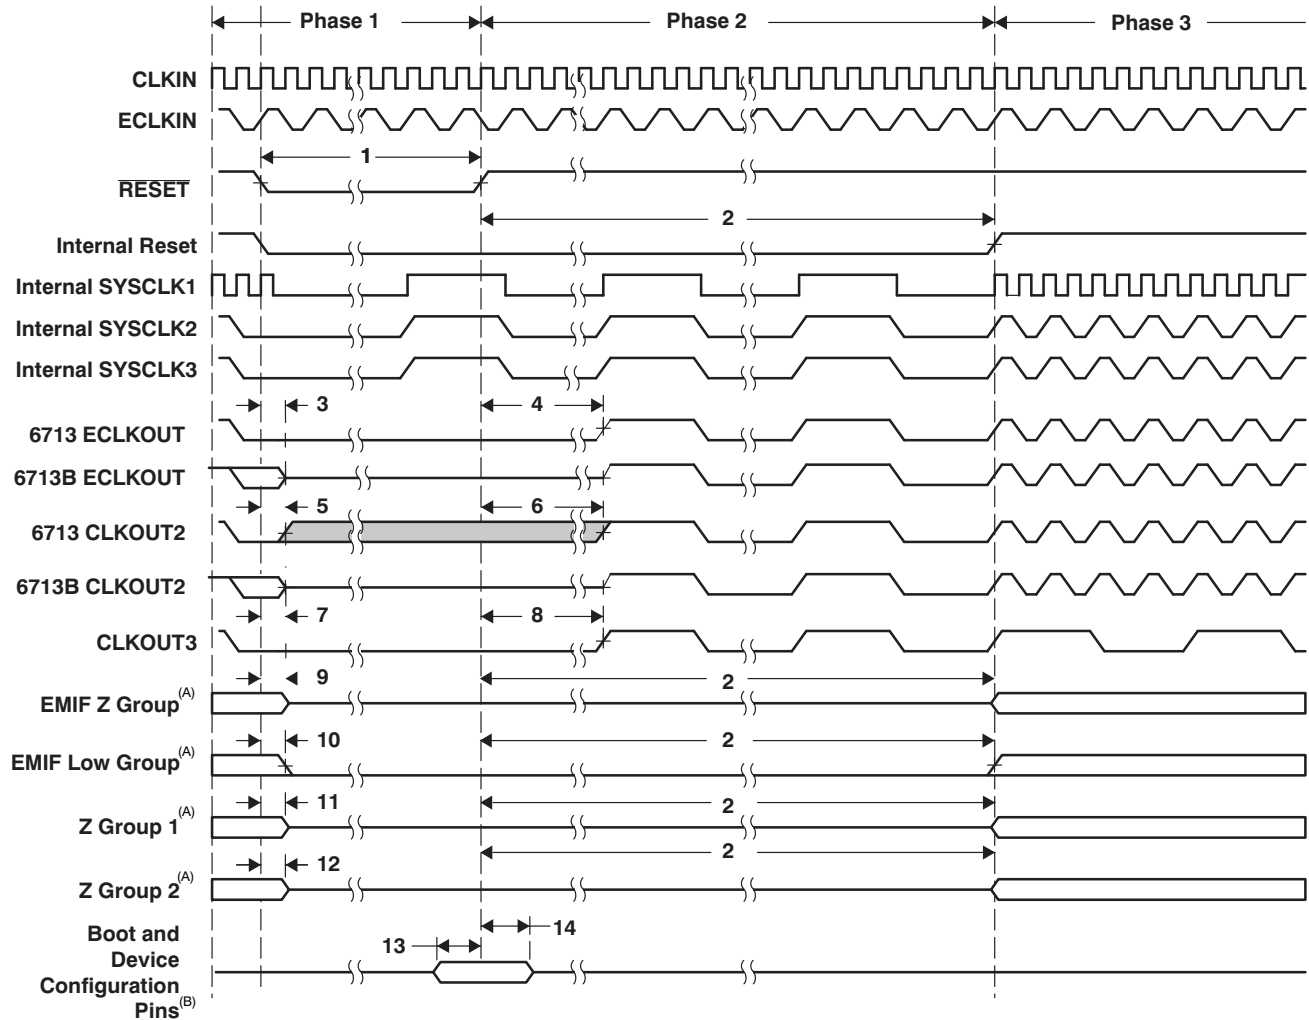 Phase 1 Phase 2 Phase 3
CLKIN
ECLKIN
1
RESET
2
Internal Reset
Internal SYSCLK1
Internal SYSCLK2
Internal SYSCLK3
3 4
6713 ECLKOUT
6713B ECLKOUT
5 6
6713 CLKOUT2
6713B CLKOUT2
7 8
CLKOUT3
9 2
EMIF Z Group(A)
10 2
EMIF Low Group(A)
11 2
Z Group 1(A)
2
12
Z Group 2(A)
14
13
Boot and
Device
Configuration
Pins(B)